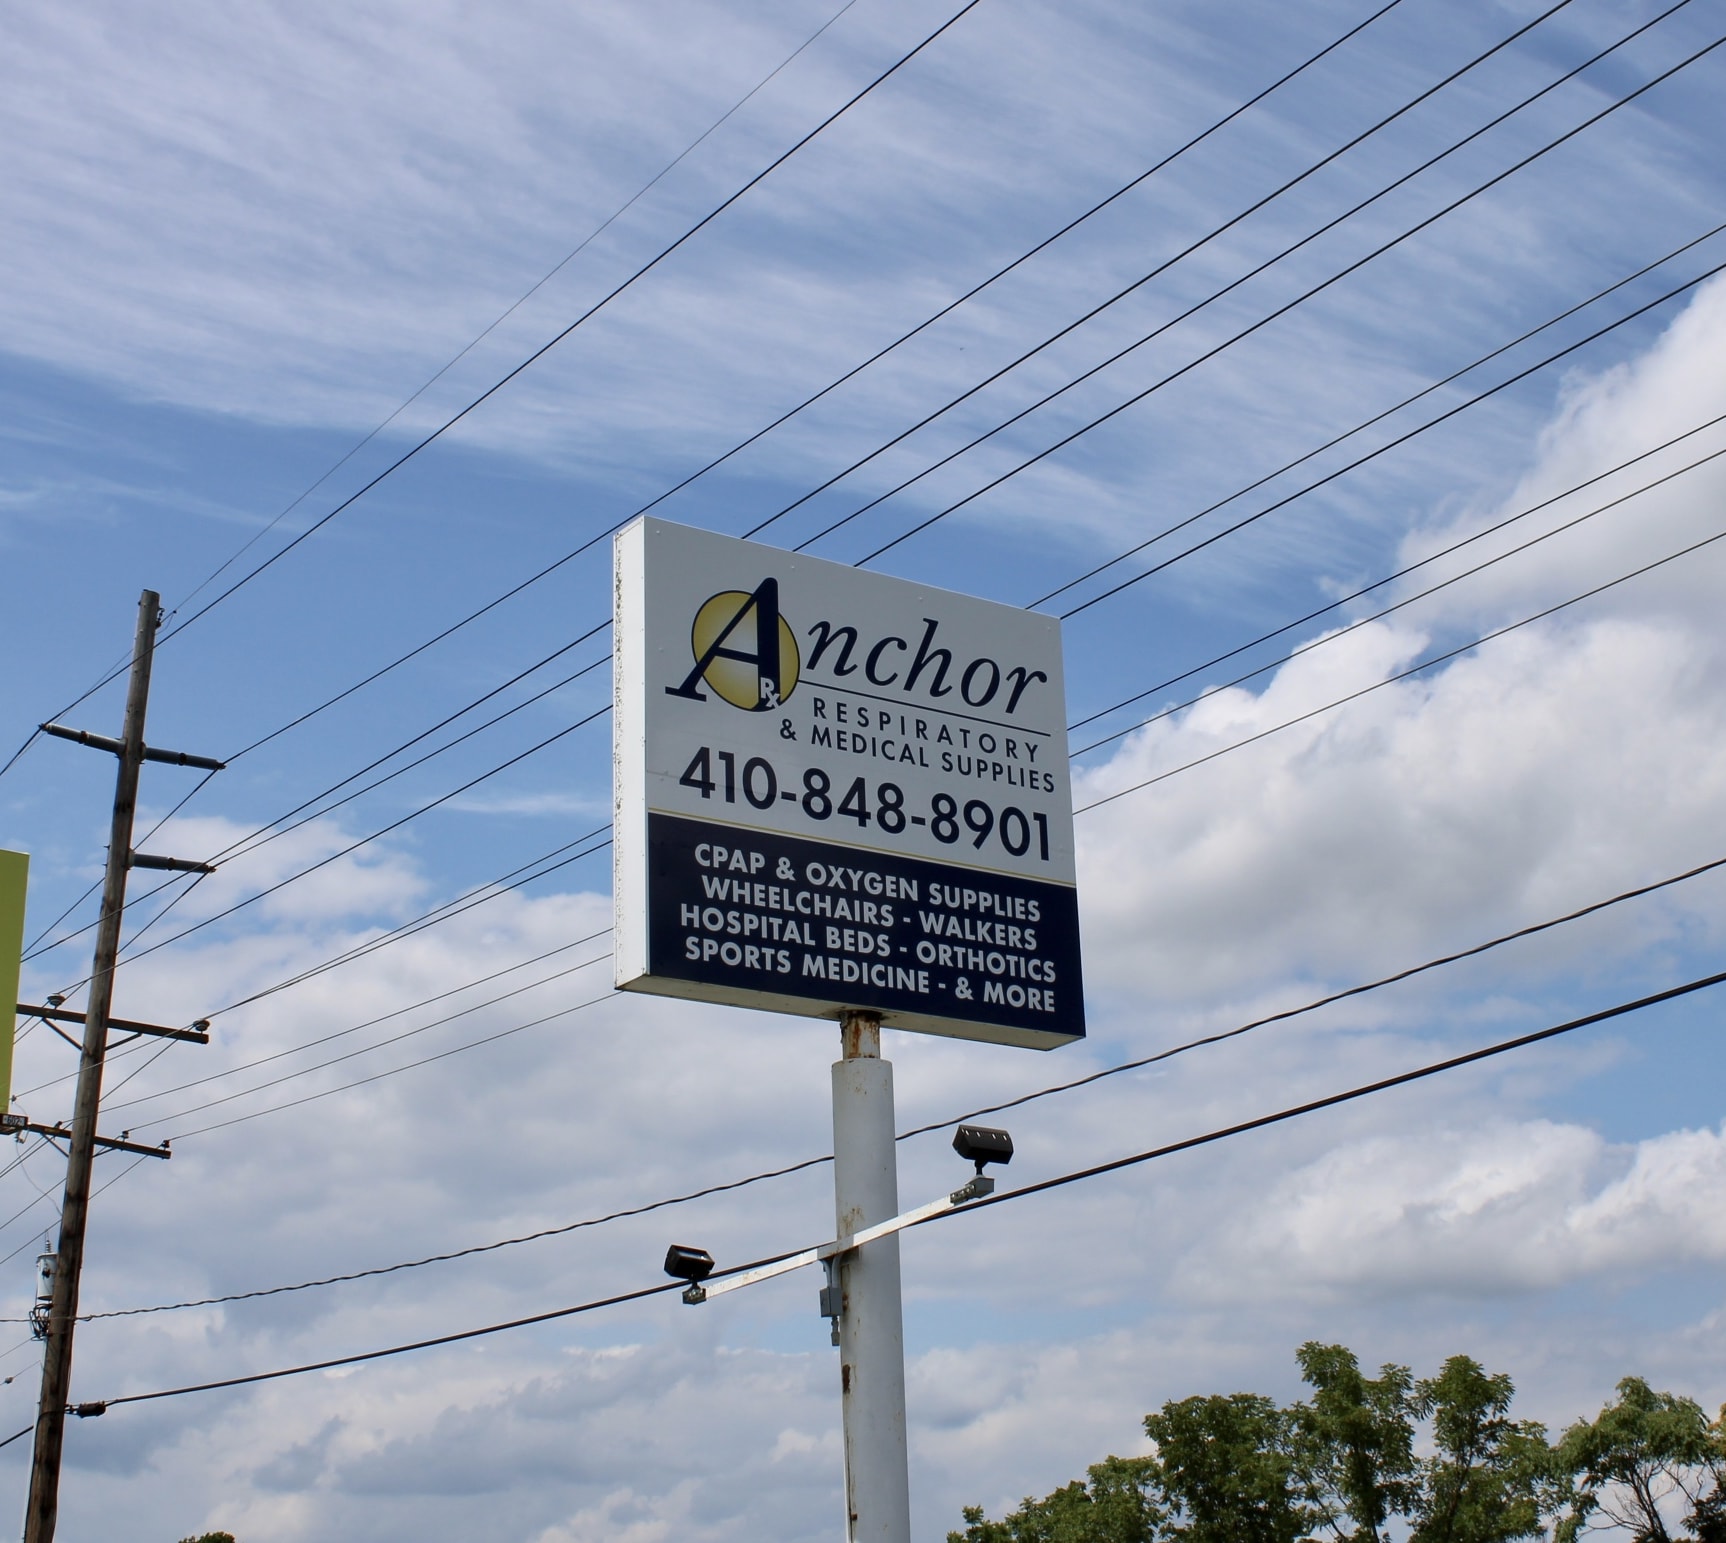 Anchor
Rx
RESPIRATORY
& MEDICAL SUPPLIES
410-848-8901
CPAP & OXYGEN SUPPLIES
WHEELCHAIRS - WALKERS
HOSPITAL BEDS - ORTHOTICS
SPORTS MEDICINE - & MORE